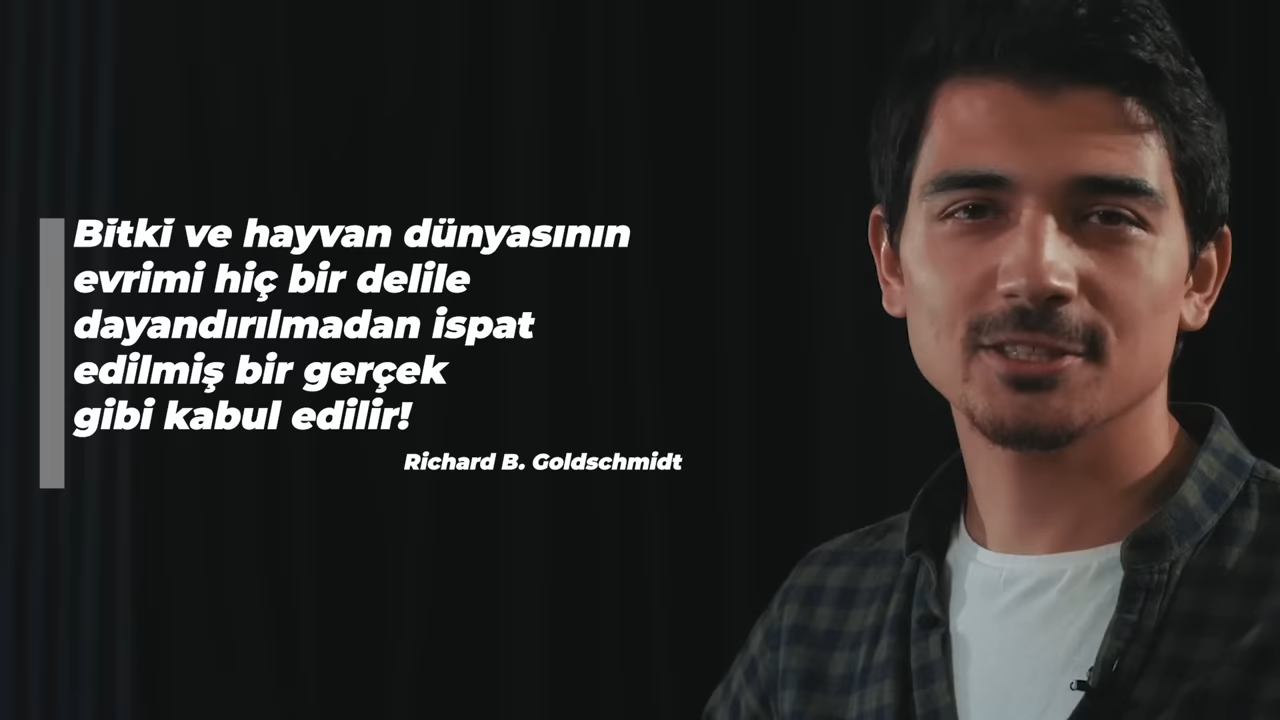 Bitki ve hayvan dünyasının
evrimi hiç bir delile
dayandırılmadan ispat
edilmiş bir gerçek
gibi kabul edilir!
Richard B. Goldschmidt